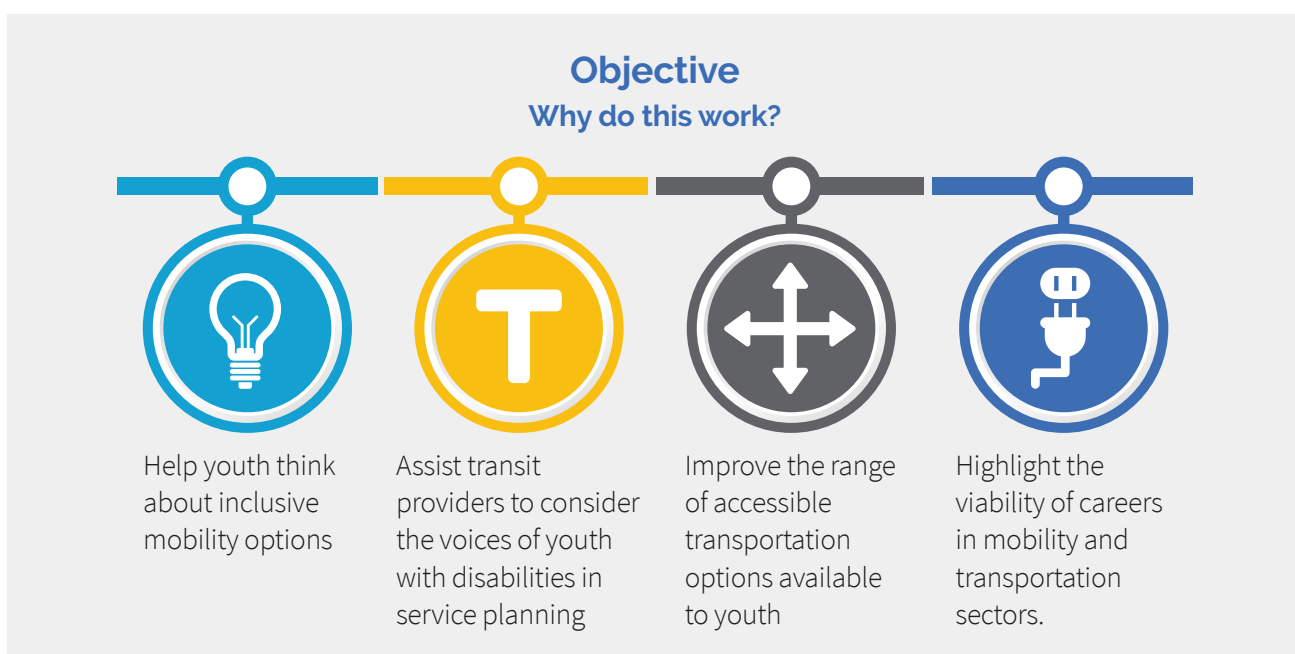 Objective
Why do this work?
T
Help youth think
about inclusive
mobility options
Assist transit
providers to consider
the voices of youth
with disabilities in
service planning
Improve the range
of accessible
transportation
options available
to youth
Highlight the
viability of careers
in mobility and
transportation
sectors.